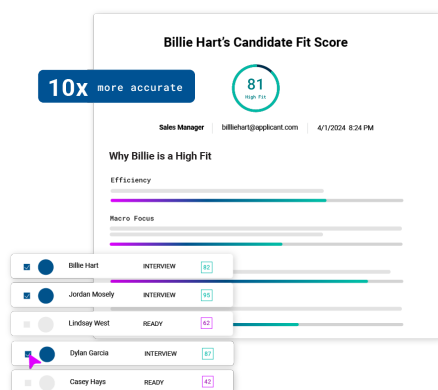 Billie Hart's Candidate Fit Score
10x more accurate
81
High Fit
Sales Manager billliehart@applicant.com 4/1/2024 8:24 PM
Why Billie is a High Fit
Efficiency
Macro Focus
Billie Hart INTERVIEW 82
Jordan Mosely INTERVIEW 95
Lindsay West READY 62
Dylan Garcia INTERVIEW 87
Casey Hays READY 42